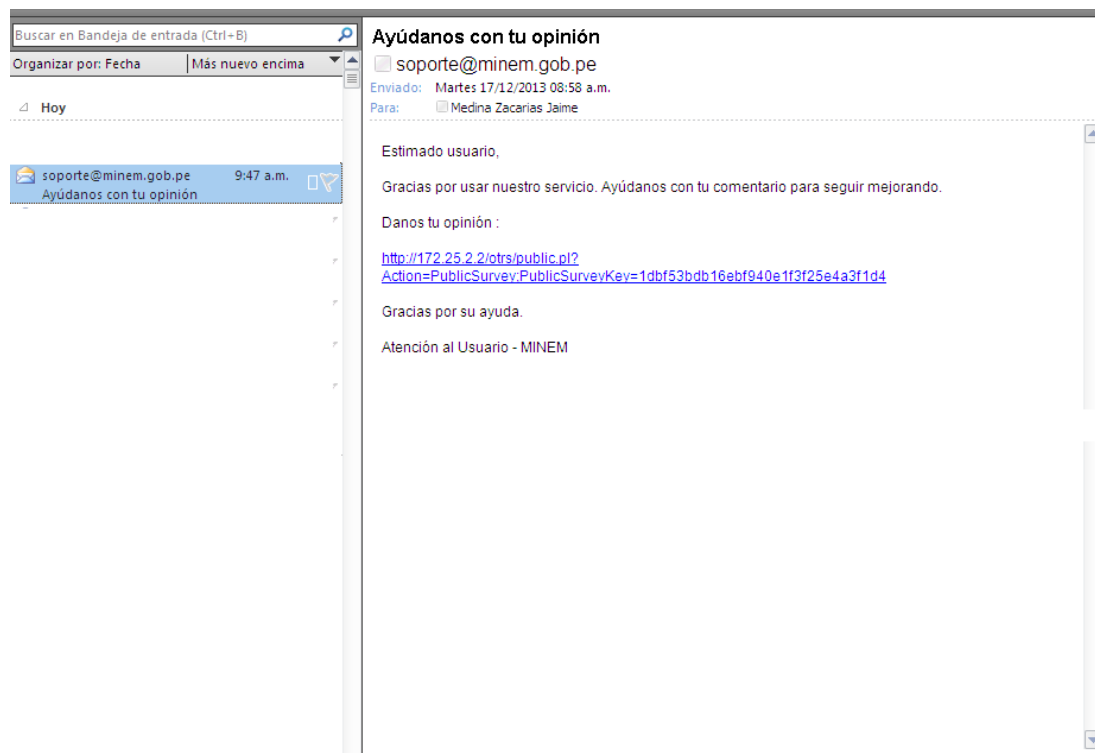 Buscar en Bandeja de entrada (Ctrl+B)
Organizar por: Fecha
Más nuevo encima
Hoy
soporte@minem.gob.pe 9:47 a.m.
Ayúdanos con tu opinión
Ayúdanos con tu opinión
soporte@minem.gob.pe
Enviado: Martes 17/12/2013 08:58 a.m.
Para: Medina Zacarias Jaime
Estimado usuario,
Gracias por usar nuestro servicio. Ayúdanos con tu comentario para seguir mejorando.
Danos tu opinión :
http://172.25.2.2/otrs/public.pl?
Action=PublicSurvey;PublicSurveyKey=1dbf53bdb16ebf940e1f3f25e4a3f1d4
Gracias por su ayuda.
Atención al Usuario - MINEM